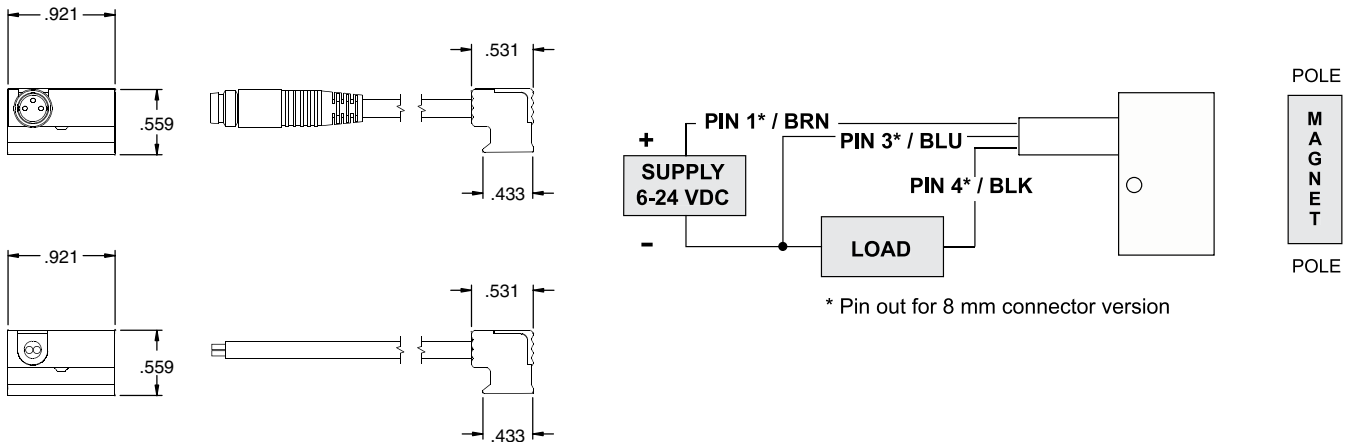 .921
.559
.531
.433
.921
.559
.531
.433
+
PIN 1* / BRN
PIN 3* / BLU
SUPPLY
6-24 VDC
PIN 4* / BLK
-
LOAD
* Pin out for 8 mm connector version
POLE
MAGNET
POLE